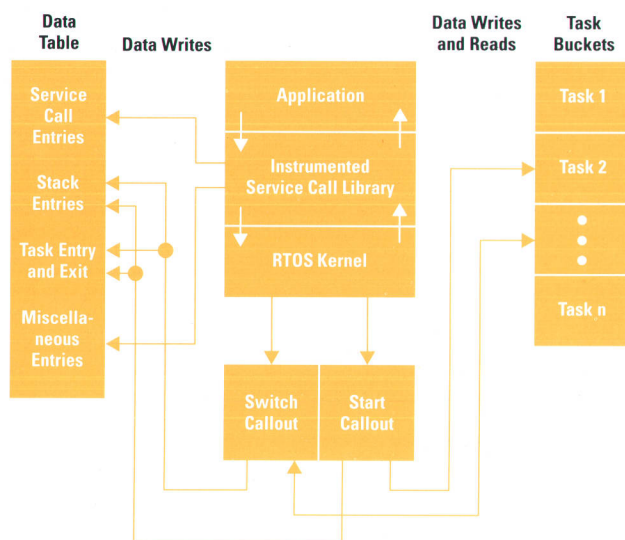 Data
Table
Data Writes
Data Writes
and Reads
Task
Buckets
Service
Call
Entries
Stack
Entries
Task Entry
and Exit
Miscella-
neous
Entries
Application
Instrumented
Service Call Library
RTOS Kernel
Switch
Callout
Start
Callout
Task 1
Task 2
Task n